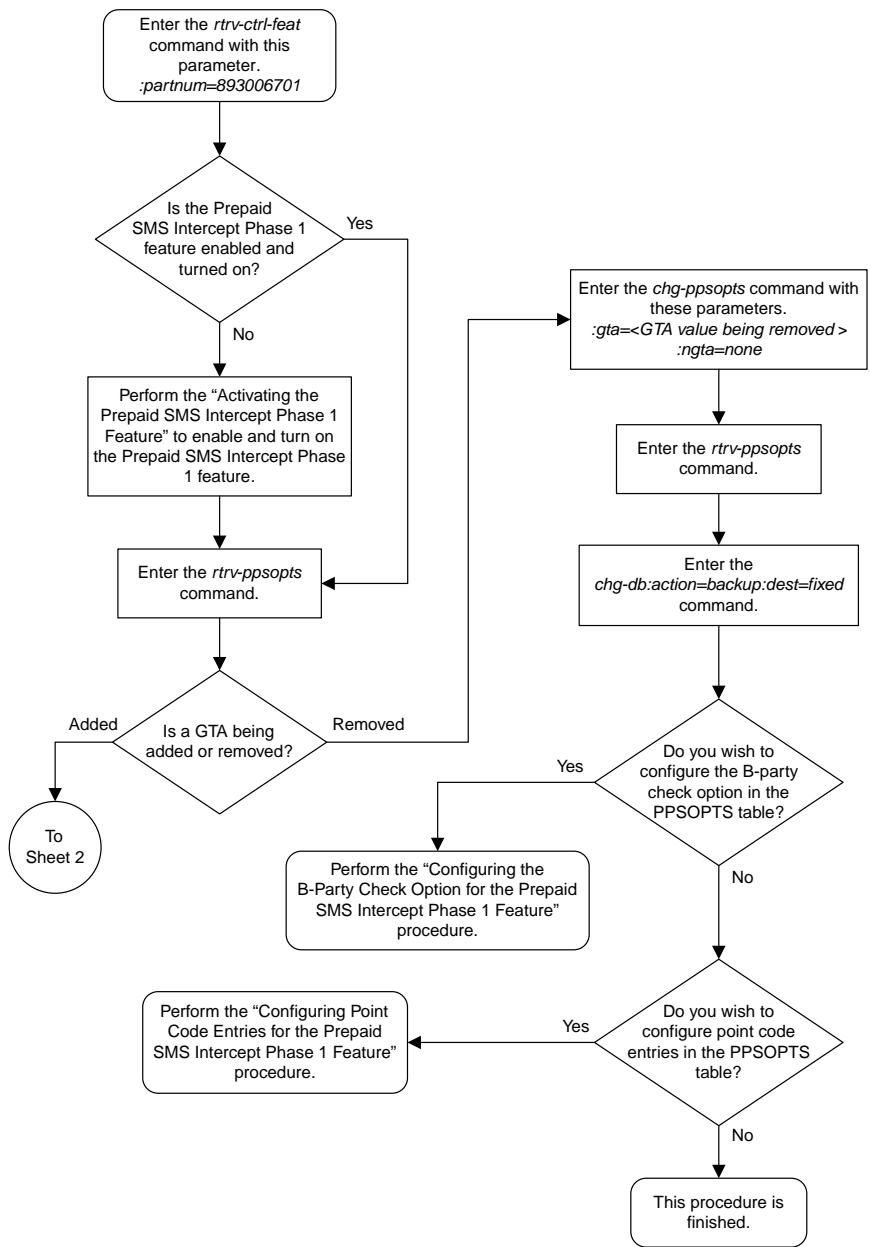 Enter the rtrv-ctrl-feat
command with this
parameter.
:partnum=893006701
Is the Prepaid
SMS Intercept Phase 1
feature enabled and
turned on?
Yes
No
Perform the “Activating the
Prepaid SMS Intercept Phase 1
Feature” to enable and turn on
the Prepaid SMS Intercept Phase
1 feature.
Enter the rtrv-ppsopts
command.
Is a GTA being
added or removed?
Added
Removed
To
Sheet 2
Enter the chg-ppsopts command with
these parameters.
:gta=<GTA value being removed >
:ngta=none
Enter the rtrv-ppsopts
command.
Enter the
chg-db:action=backup:dest=fixed
command.
Do you wish to
configure the B-party
check option in the
PPSOPTS table?
Yes
No
Perform the “Configuring the
B-Party Check Option for the Prepaid
SMS Intercept Phase 1 Feature”
procedure.
Do you wish to
configure point code
entries in the PPSOPTS
table?
Yes
No
Perform the “Configuring Point
Code Entries for the Prepaid
SMS Intercept Phase 1 Feature”
procedure.
This procedure is
finished.